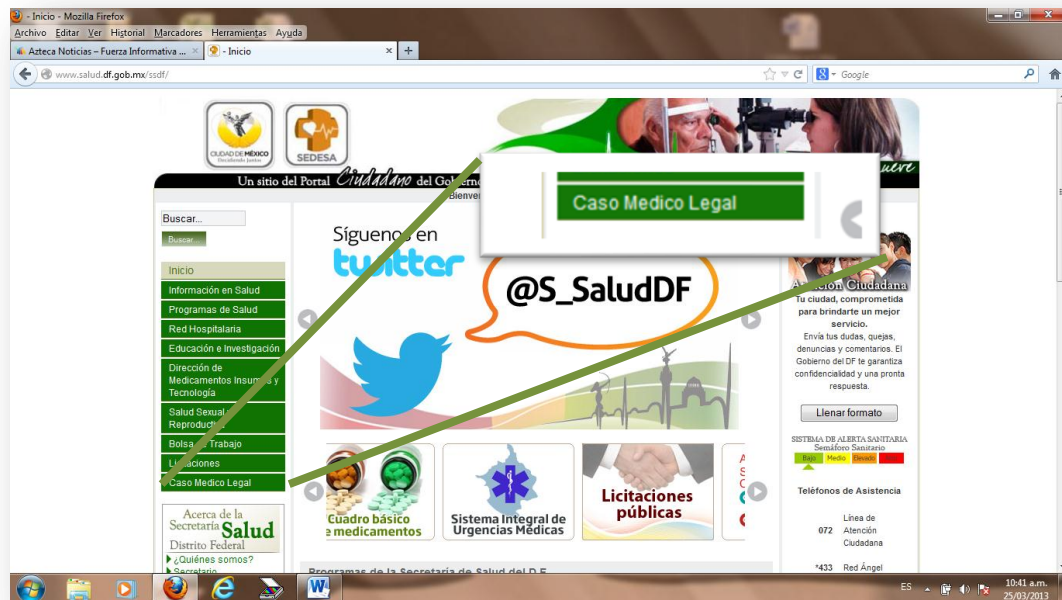 - Inicio - Mozilla Firefox
Archivo Editar Ver Historial Marcadores Herramientas Ayuda
Azteca Noticias – Fuerza Informativa ...
- Inicio
www.salud.df.gob.mx/ssdf/
Google
CIUDAD DE MÉXICO
Decidiendo Juntos
SEDESA
Un sitio del Portal Ciudadano del Gobierno
Caso Medico Legal
Buscar...
Buscar...
Inicio
Información en Salud
Programas de Salud
Red Hospitalaria
Educación e Investigación
Dirección de
Medicamentos Insumos y
Tecnología
Salud Sexual y
Reproductiva
Bolsa de Trabajo
Licitaciones
Caso Medico Legal
Acerca de la
Secretaría Salud
Distrito Federal
¿Quiénes somos?
Secretario
Síguenos en
twitter
@S_SaludDF
Cuadro básico
de medicamentos
Sistema Integral de
Urgencias Médicas
Licitaciones
públicas
Programas de la Secretaría de Salud del D.F.
Atención Ciudadana
Tu ciudad, comprometida
para brindarte un mejor
servicio.
Envía tus dudas, quejas,
denuncias y comentarios. El
Gobierno del DF te garantiza
confidencialidad y una pronta
respuesta.
Llenar formato
SISTEMA DE ALERTA SANITARIA
Semáforo Sanitario
Bajo Medio Elevado
Teléfonos de Asistencia
072 Línea de
Atención
Ciudadana
*433 Red Ángel
ES
10:41 a.m.
25/03/2013